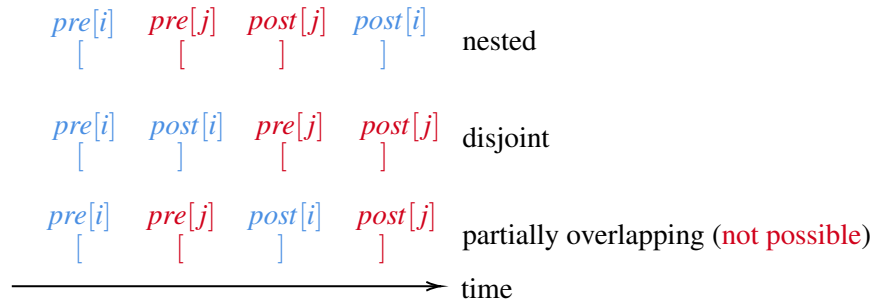 pre[i] pre[j] post[j] post[i]
[ [ ] ] nested
pre[i] post[i] pre[j] post[j]
[ ] [ ] disjoint
pre[i] pre[j] post[i] post[j]
[ [ ] ] partially overlapping (not possible)
time